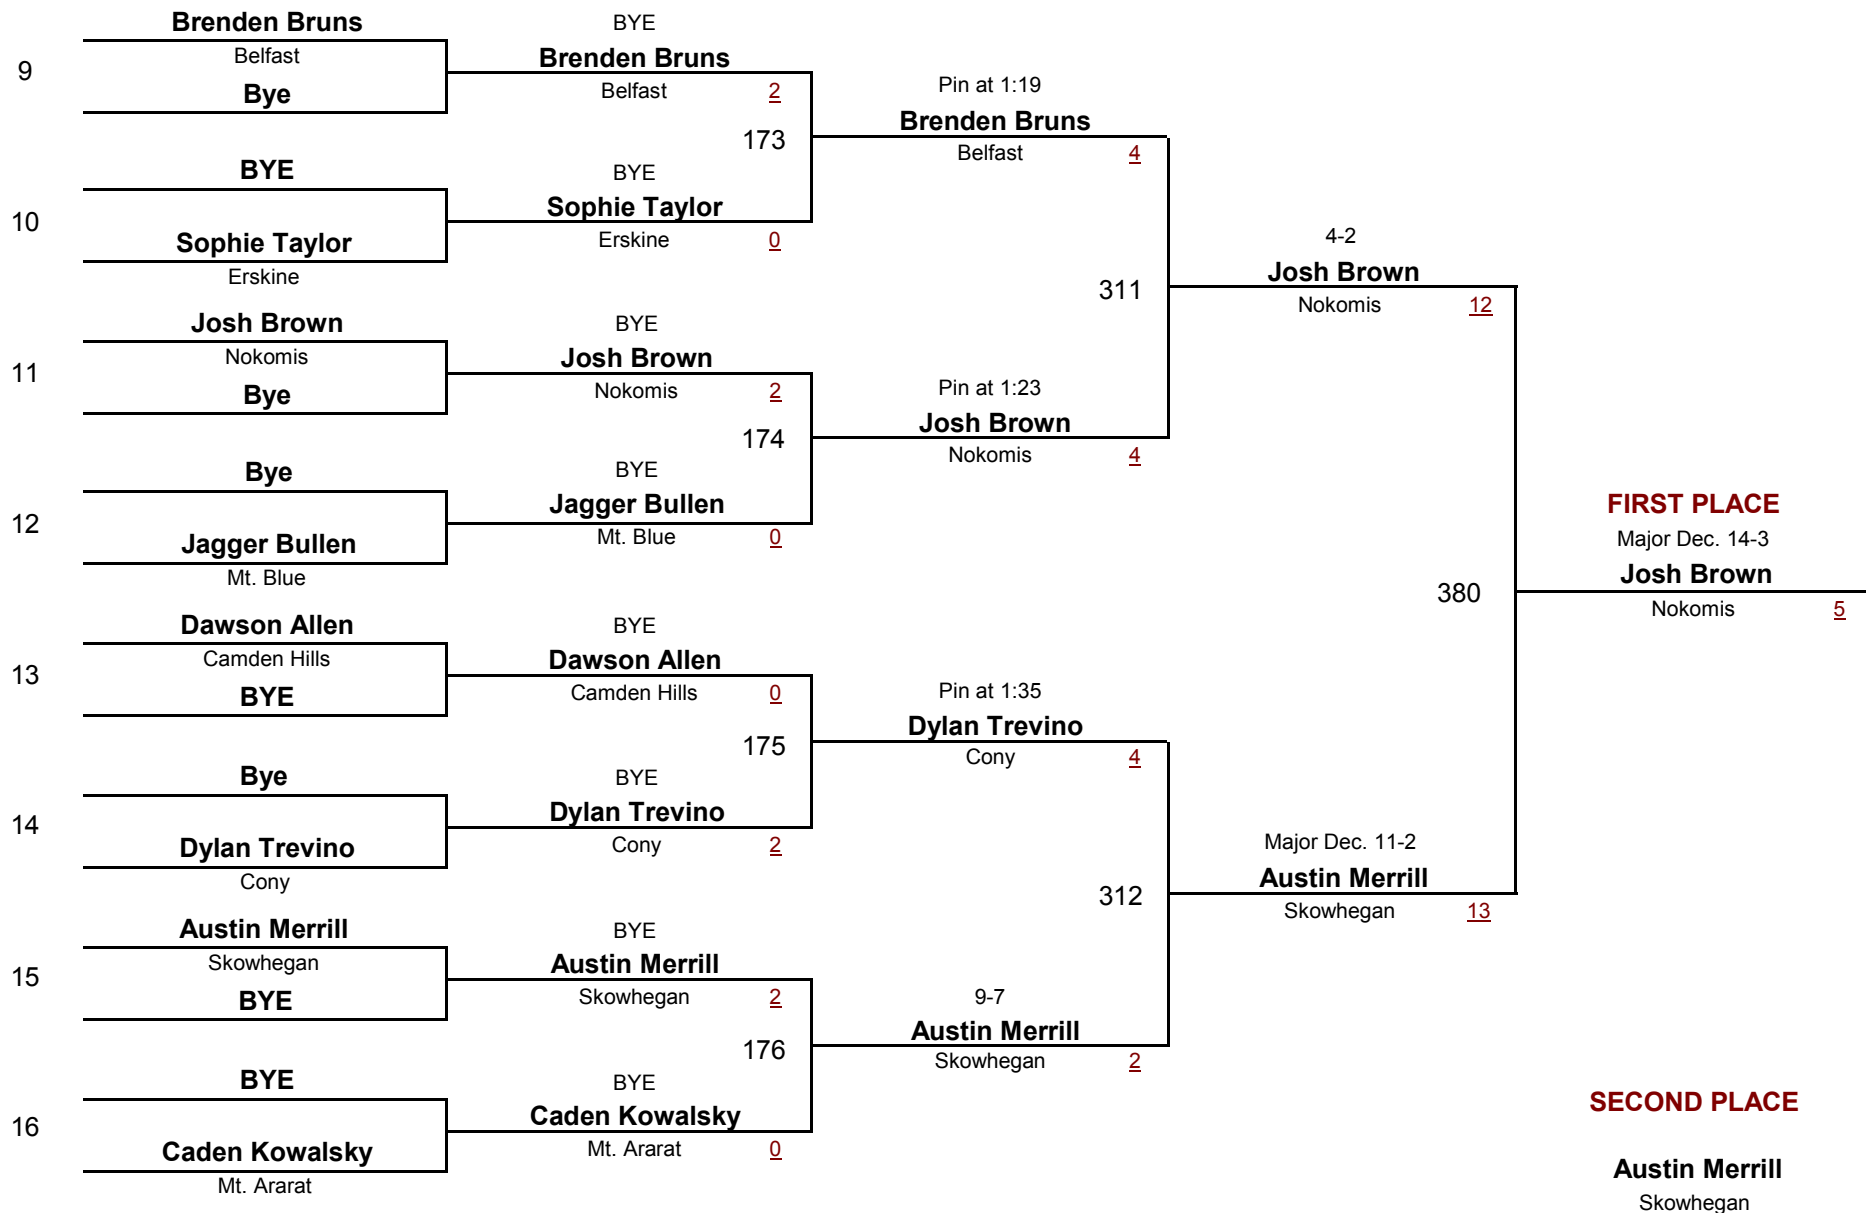 Brenden Bruns
Belfast
9
Bye
BYE
10
Sophie Taylor
Erskine
Josh Brown
Nokomis
11
Bye
Bye
12
Jagger Bullen
Mt. Blue
Dawson Allen
Camden Hills
13
BYE
Bye
14
Dylan Trevino
Cony
Austin Merrill
Skowhegan
15
BYE
BYE
16
Caden Kowalsky
Mt. Ararat
BYE
Brenden Bruns
Belfast 2
173
BYE
Sophie Taylor
Erskine 0
BYE
Josh Brown
Nokomis 2
174
BYE
Jagger Bullen
Mt. Blue 0
BYE
Dawson Allen
Camden Hills 0
175
BYE
Dylan Trevino
Cony 2
BYE
Austin Merrill
Skowhegan 2
176
BYE
Caden Kowalsky
Mt. Ararat 0
Pin at 1:19
Brenden Bruns
Belfast 4
311
Pin at 1:23
Josh Brown
Nokomis 4
Pin at 1:35
Dylan Trevino
Cony 4
312
9-7
Austin Merrill
Skowhegan 2
4-2
Josh Brown
Nokomis 12
380
Major Dec. 11-2
Austin Merrill
Skowhegan 13
FIRST PLACE
Major Dec. 14-3
Josh Brown
Nokomis 5
SECOND PLACE
Austin Merrill
Skowhegan